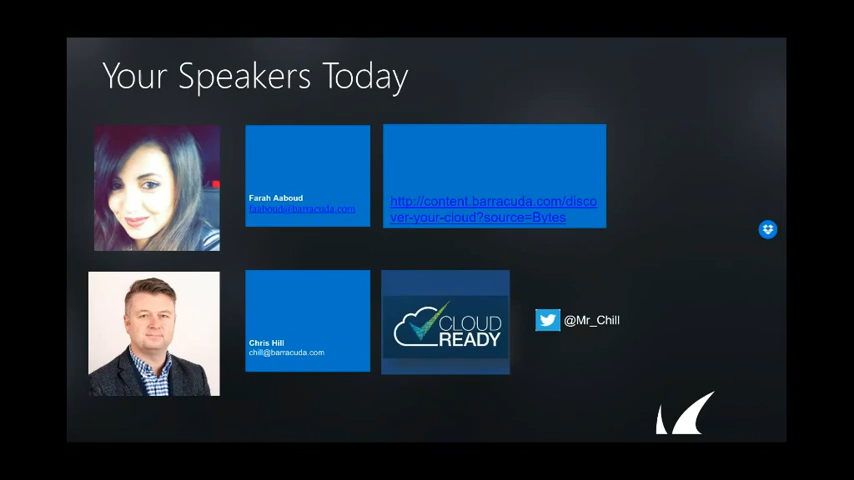 Your Speakers Today
Farah Aaboud
faaboud@barracuda.com
http://content.barracuda.com/disco
ver-your-cloud?source=Bytes
Chris Hill
chill@barracuda.com
CLOUD
READY
@Mr_Chill